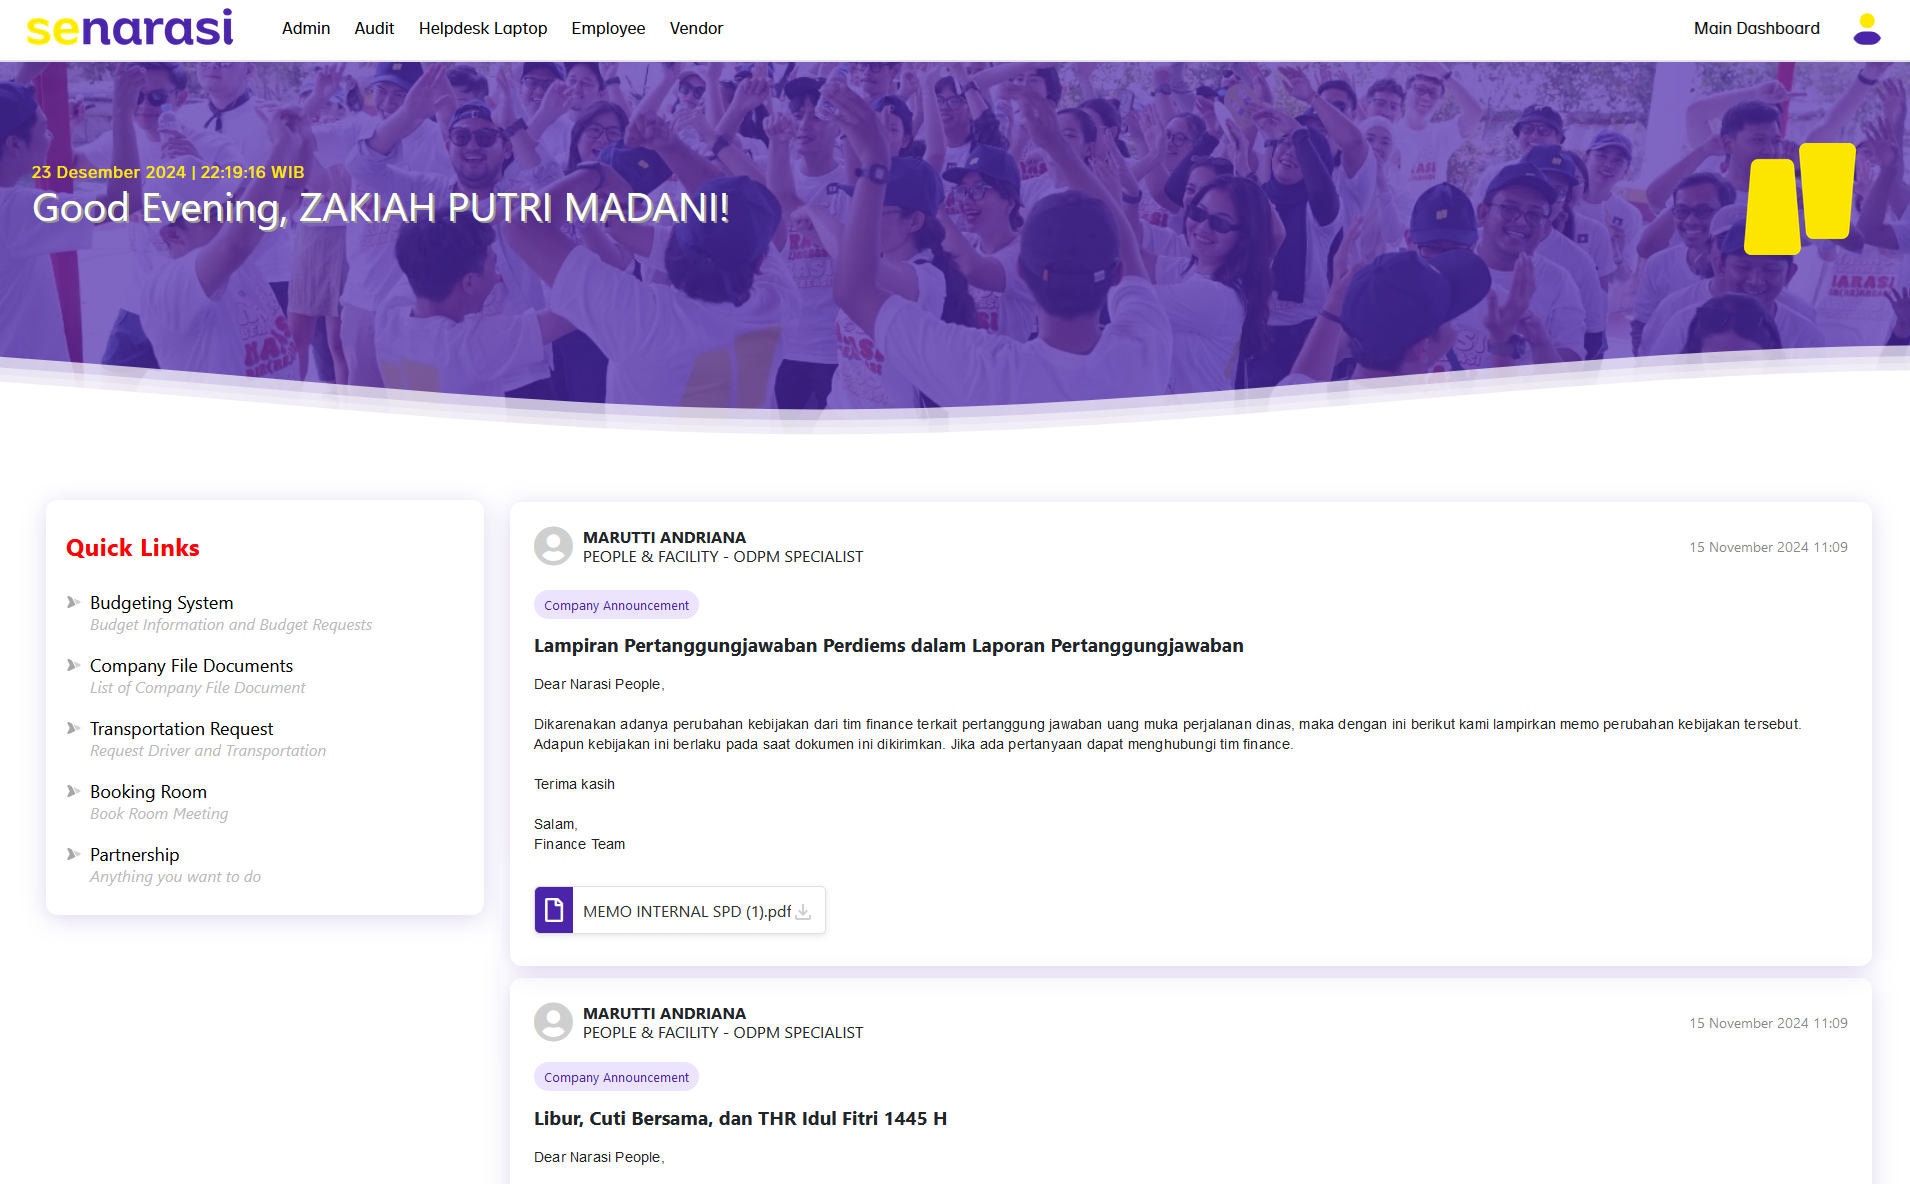 senarasi
Admin Audit Helpdesk Laptop Employee Vendor
Main Dashboard
23 Desember 2024 | 22:19:16 WIB
Good Evening, ZAKIAH PUTRI MADANI!
Quick Links
Budgeting System
Budget Information and Budget Requests
Company File Documents
List of Company File Document
Transportation Request
Request Driver and Transportation
Booking Room
Book Room Meeting
Partnership
Anything you want to do
MARUTTI ANDRIANA
PEOPLE & FACILITY - ODPM SPECIALIST
15 November 2024 11:09
Company Announcement
Lampiran Pertanggungjawaban Perdiems dalam Laporan Pertanggungjawaban
Dear Narasi People,
Dikarenakan adanya perubahan kebijakan dari tim finance terkait pertanggung jawaban uang muka perjalanan dinas, maka dengan ini berikut kami lampirkan memo perubahan kebijakan tersebut.
Adapun kebijakan ini berlaku pada saat dokumen ini dikirimkan. Jika ada pertanyaan dapat menghubungi tim finance.
Terima kasih
Salam,
Finance Team
MEMO INTERNAL SPD (1).pdf
MARUTTI ANDRIANA
PEOPLE & FACILITY - ODPM SPECIALIST
15 November 2024 11:09
Company Announcement
Libur, Cuti Bersama, dan THR Idul Fitri 1445 H
Dear Narasi People,